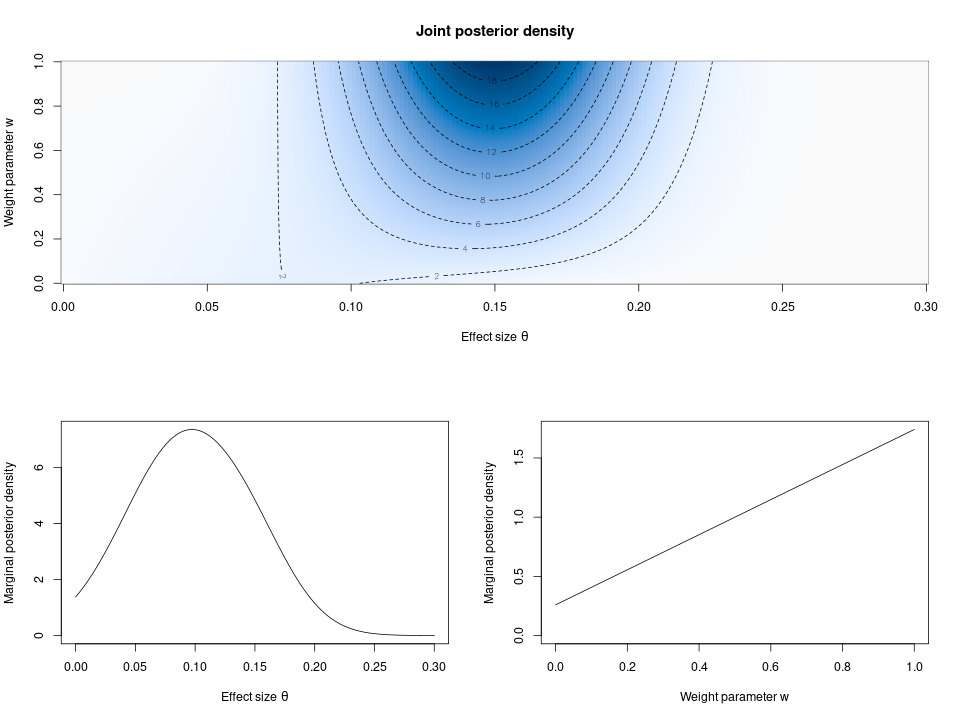 Joint posterior density
Weight parameter w
0.0 0.2 0.4 0.6 0.8 1.0
18
16
14
12
10
8
6
4
2
2
0.00 0.05 0.10 0.15 0.20 0.25 0.30
Effect size θ
Marginal posterior density
0 2 4 6
0.00 0.05 0.10 0.15 0.20 0.25 0.30
Effect size θ
Marginal posterior density
0.0 0.5 1.0 1.5
0.0 0.2 0.4 0.6 0.8 1.0
Weight parameter w